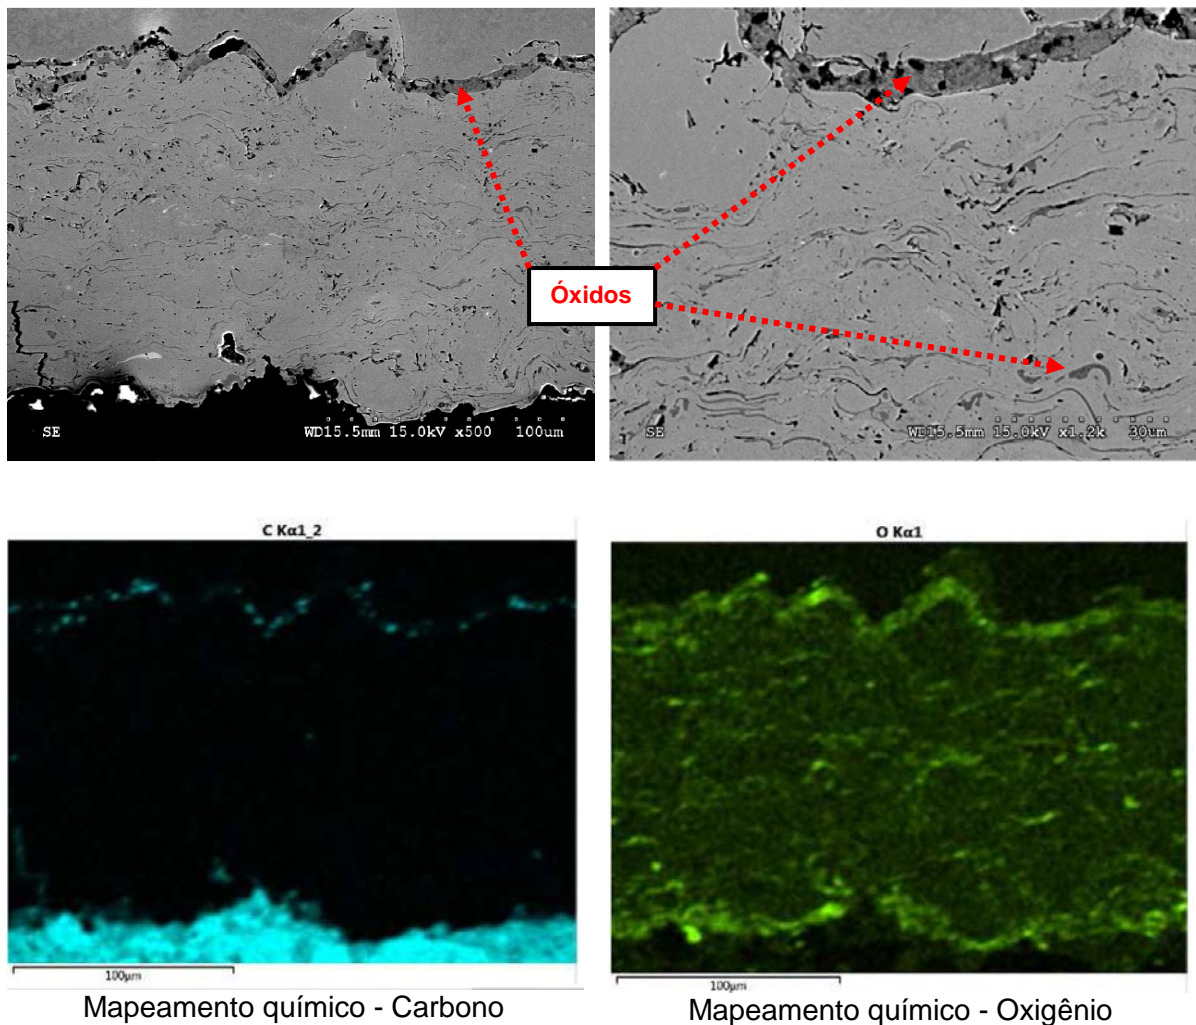 Óxidos
SE WD15.5mm 15.0kV x500 100um
SE WD15.5mm 15.0kV x1.2k 30um
C Kα1_2
O Kα1
100μm
100μm
Mapeamento químico - Carbono
Mapeamento químico - Oxigênio